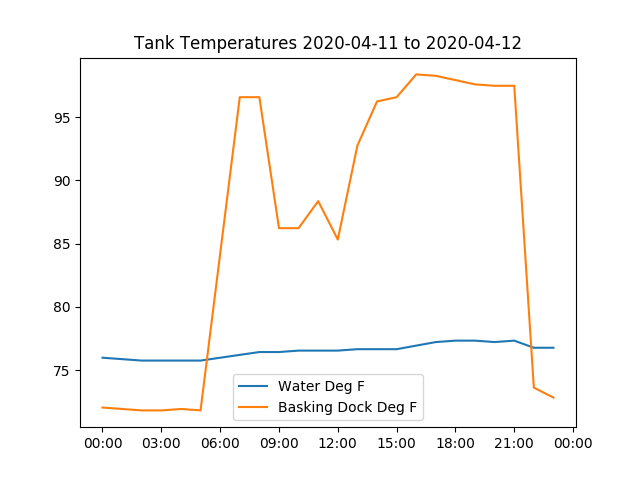 Tank Temperatures 2020-04-11 to 2020-04-12
95
90
85
80
75
Water Deg F
Basking Dock Deg F
00:00 03:00 06:00 09:00 12:00 15:00 18:00 21:00 00:00